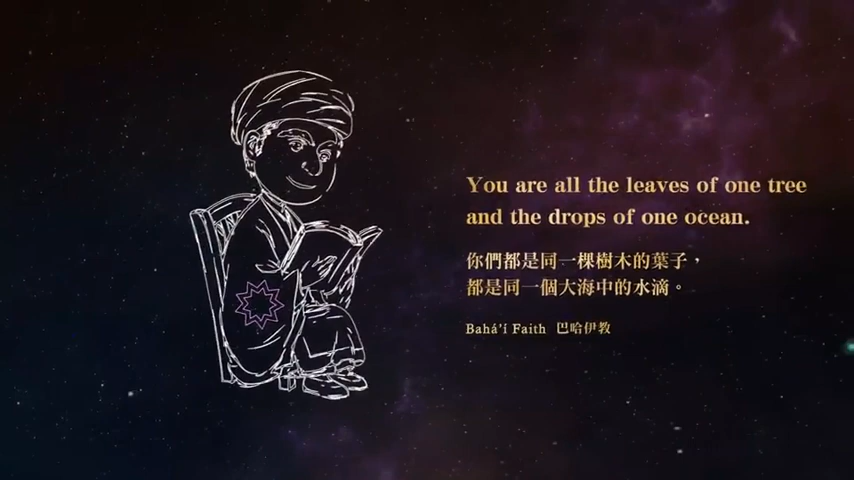 You are all the leaves of one tree
and the drops of one ocean.
你們都是同一棵樹木的葉子，
都是同一個大海中的水滴。
Bahá'í Faith 巴哈伊教